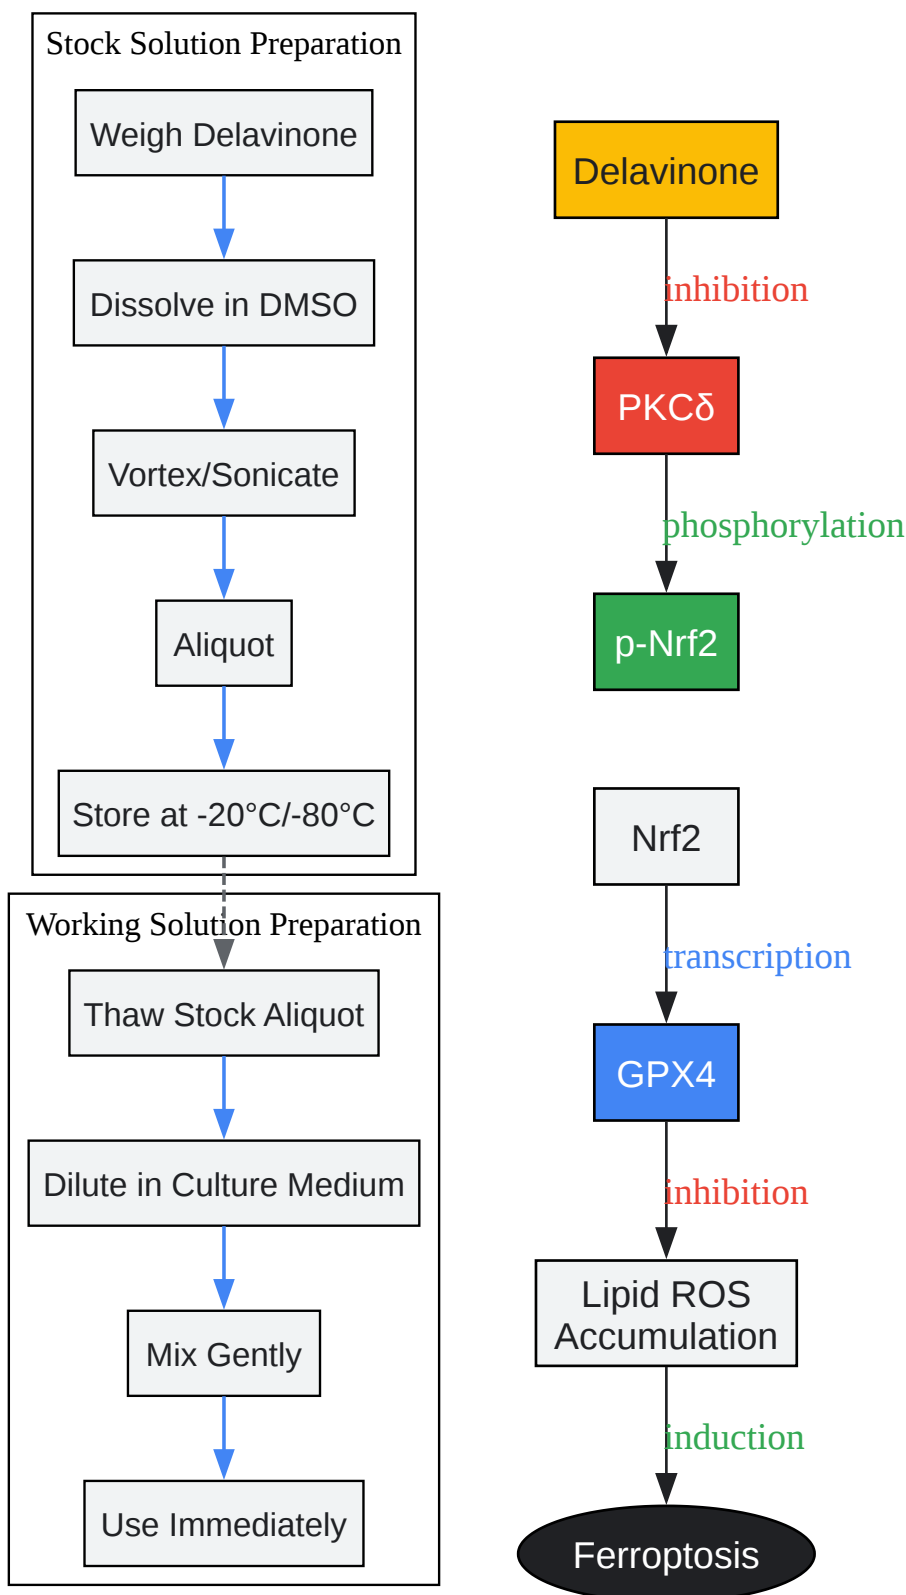 Stock Solution Preparation
Weigh Delavinone
Dissolve in DMSO
Vortex/Sonicate
Aliquot
Store at -20°C/-80°C
Working Solution Preparation
Thaw Stock Aliquot
Dilute in Culture Medium
Mix Gently
Use Immediately
Delavinone
inhibition
PKCδ
phosphorylation
p-Nrf2
Nrf2
transcription
GPX4
inhibition
Lipid ROS
Accumulation
induction
Ferroptosis